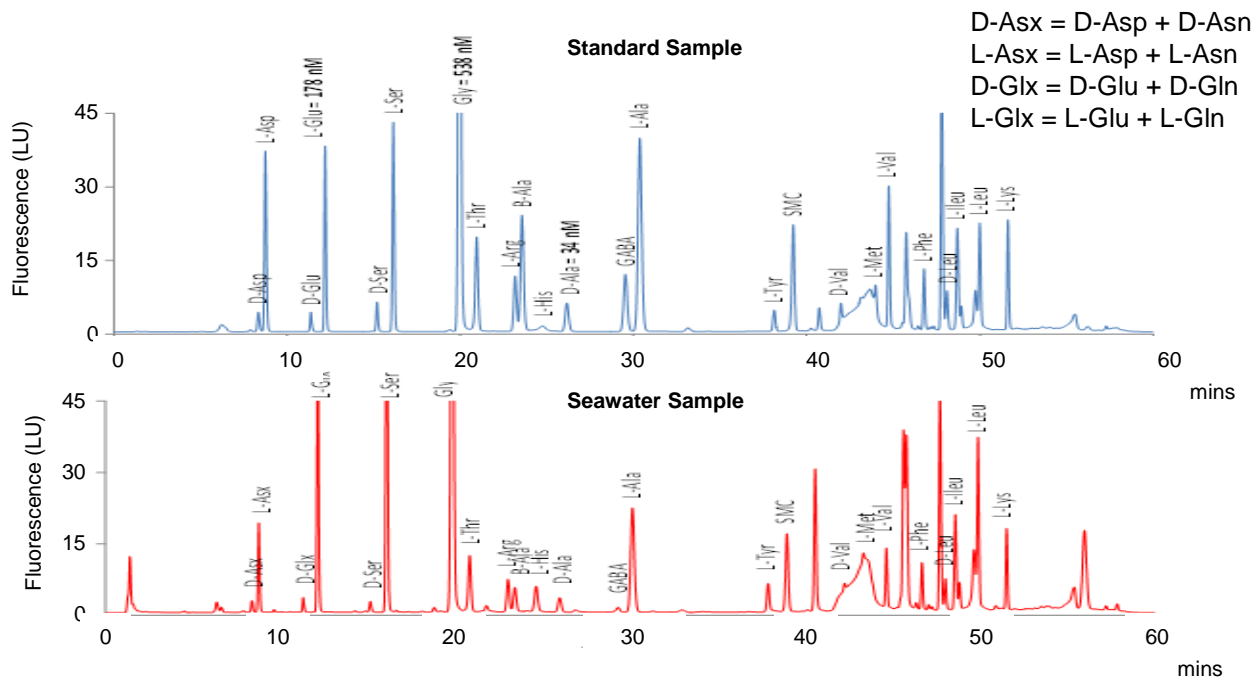 D-Asx = D-Asp + D-Asn
L-Asx = L-Asp + L-Asn
D-Glx = D-Glu + D-Gln
L-Glx = L-Glu + L-Gln
Standard Sample
Fluorescence (LU)
45
30
15
0
D-Asp
L-Asp
D-Glu
L-Glu = 178 nM
D-Ser
L-Ser
Gly = 538 nM
L-Thr
L-Arg
B-Ala
L-His
D-Ala = 34 nM
GABA
L-Ala
L-Tyr
SMC
D-Val
L-Met
L-Val
L-Phe
D-Leu
L-Ileu
L-Leu
L-Lys
0 10 20 30 40 50 60
mins
Seawater Sample
Fluorescence (LU)
45
30
15
0
D-Asx
L-Asx
D-Glx
D-Ser
L-Ser
Gly
L-Thr
L-Arg
B-Ala
L-His
D-Ala
GABA
L-Ala
L-Tyr
SMC
D-Val
L-Met
L-Val
L-Phe
D-Leu
L-Ileu
L-Leu
L-Lys
0 10 20 30 40 50 60
mins